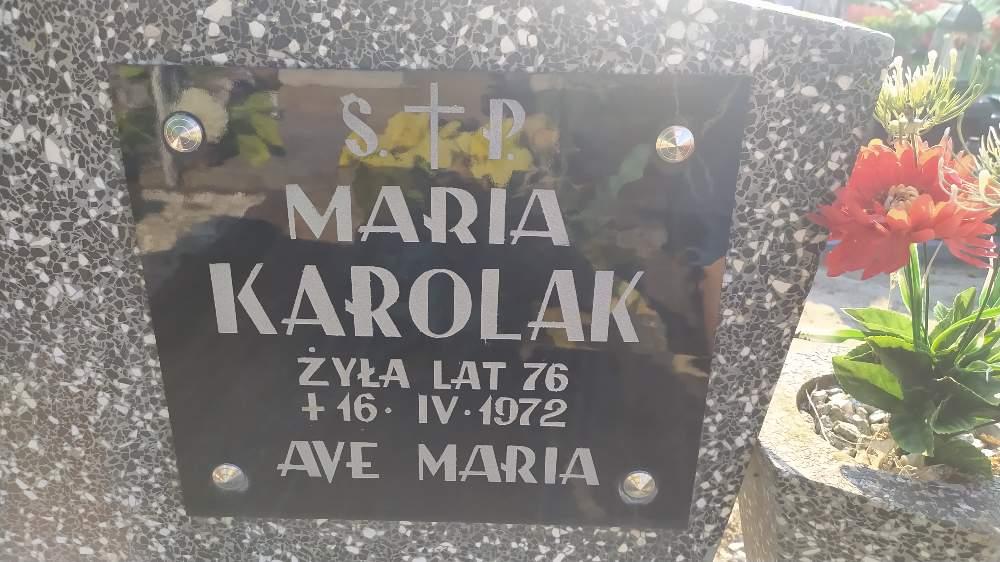 S. † P.
MARIA
KAROLAK
ŻYŁA LAT 76
+ 16. IV. 1972
AVE MARIA